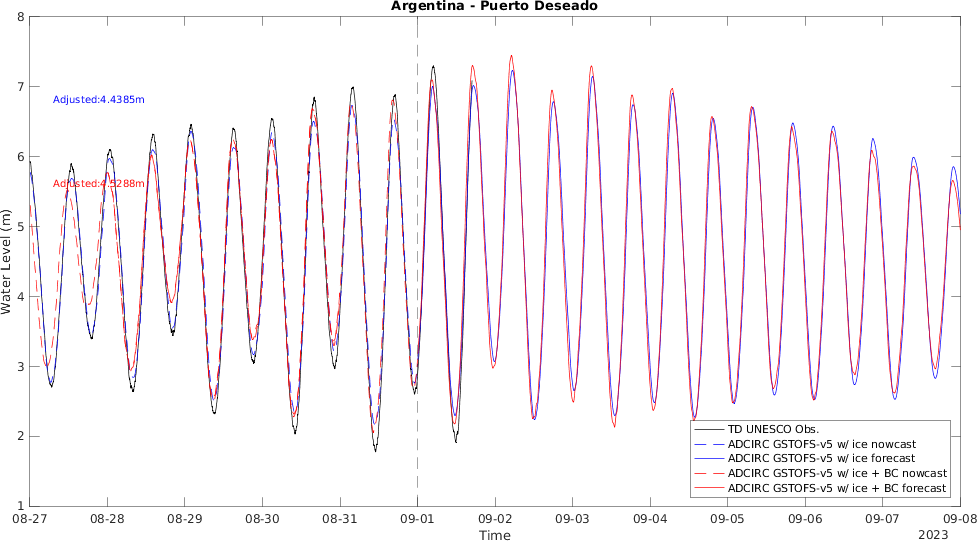 Argentina - Puerto Deseado
8
7
6
5
4
3
2
1
Water Level (m)
Adjusted:4.4385m
Adjusted:4.5288m
TD UNESCO Obs.
ADCIRC GSTOFS-v5 w/ ice nowcast
ADCIRC GSTOFS-v5 w/ ice forecast
ADCIRC GSTOFS-v5 w/ ice + BC nowcast
ADCIRC GSTOFS-v5 w/ ice + BC forecast
08-27 08-28 08-29 08-30 08-31 09-01 09-02 09-03 09-04 09-05 09-06 09-07 09-08
Time
2023